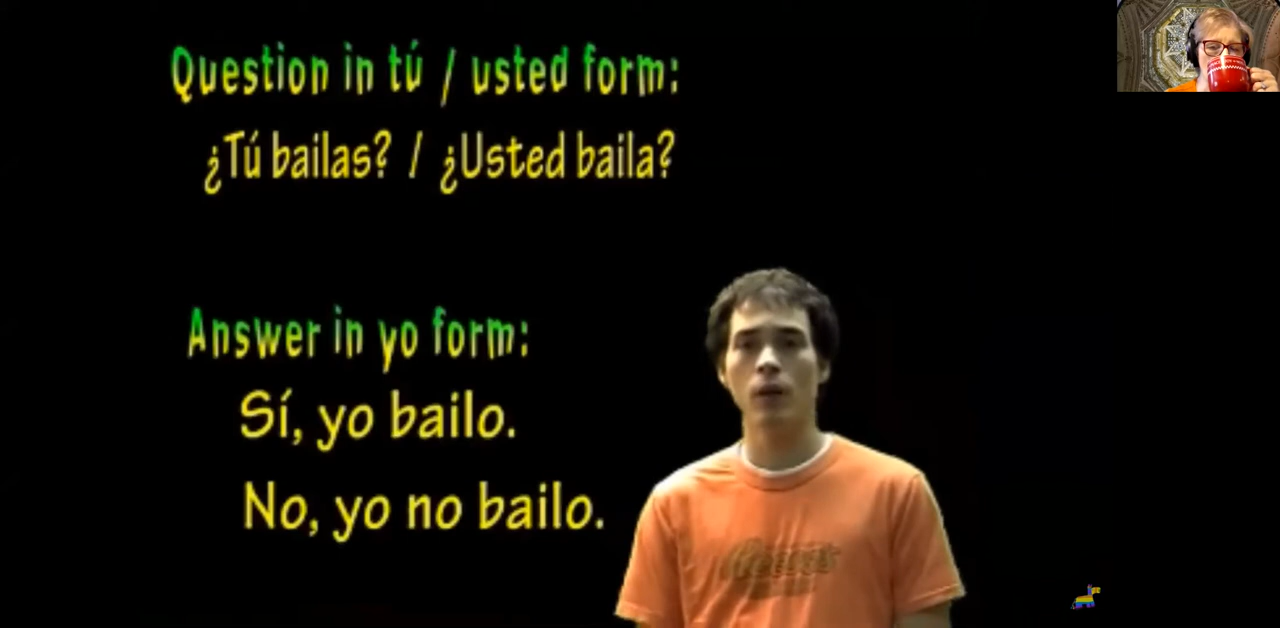 Question in tú / usted form:
¿Tú bailas? / ¿Usted baila?
Answer in yo form:
Sí, yo bailo.
No, yo no bailo.